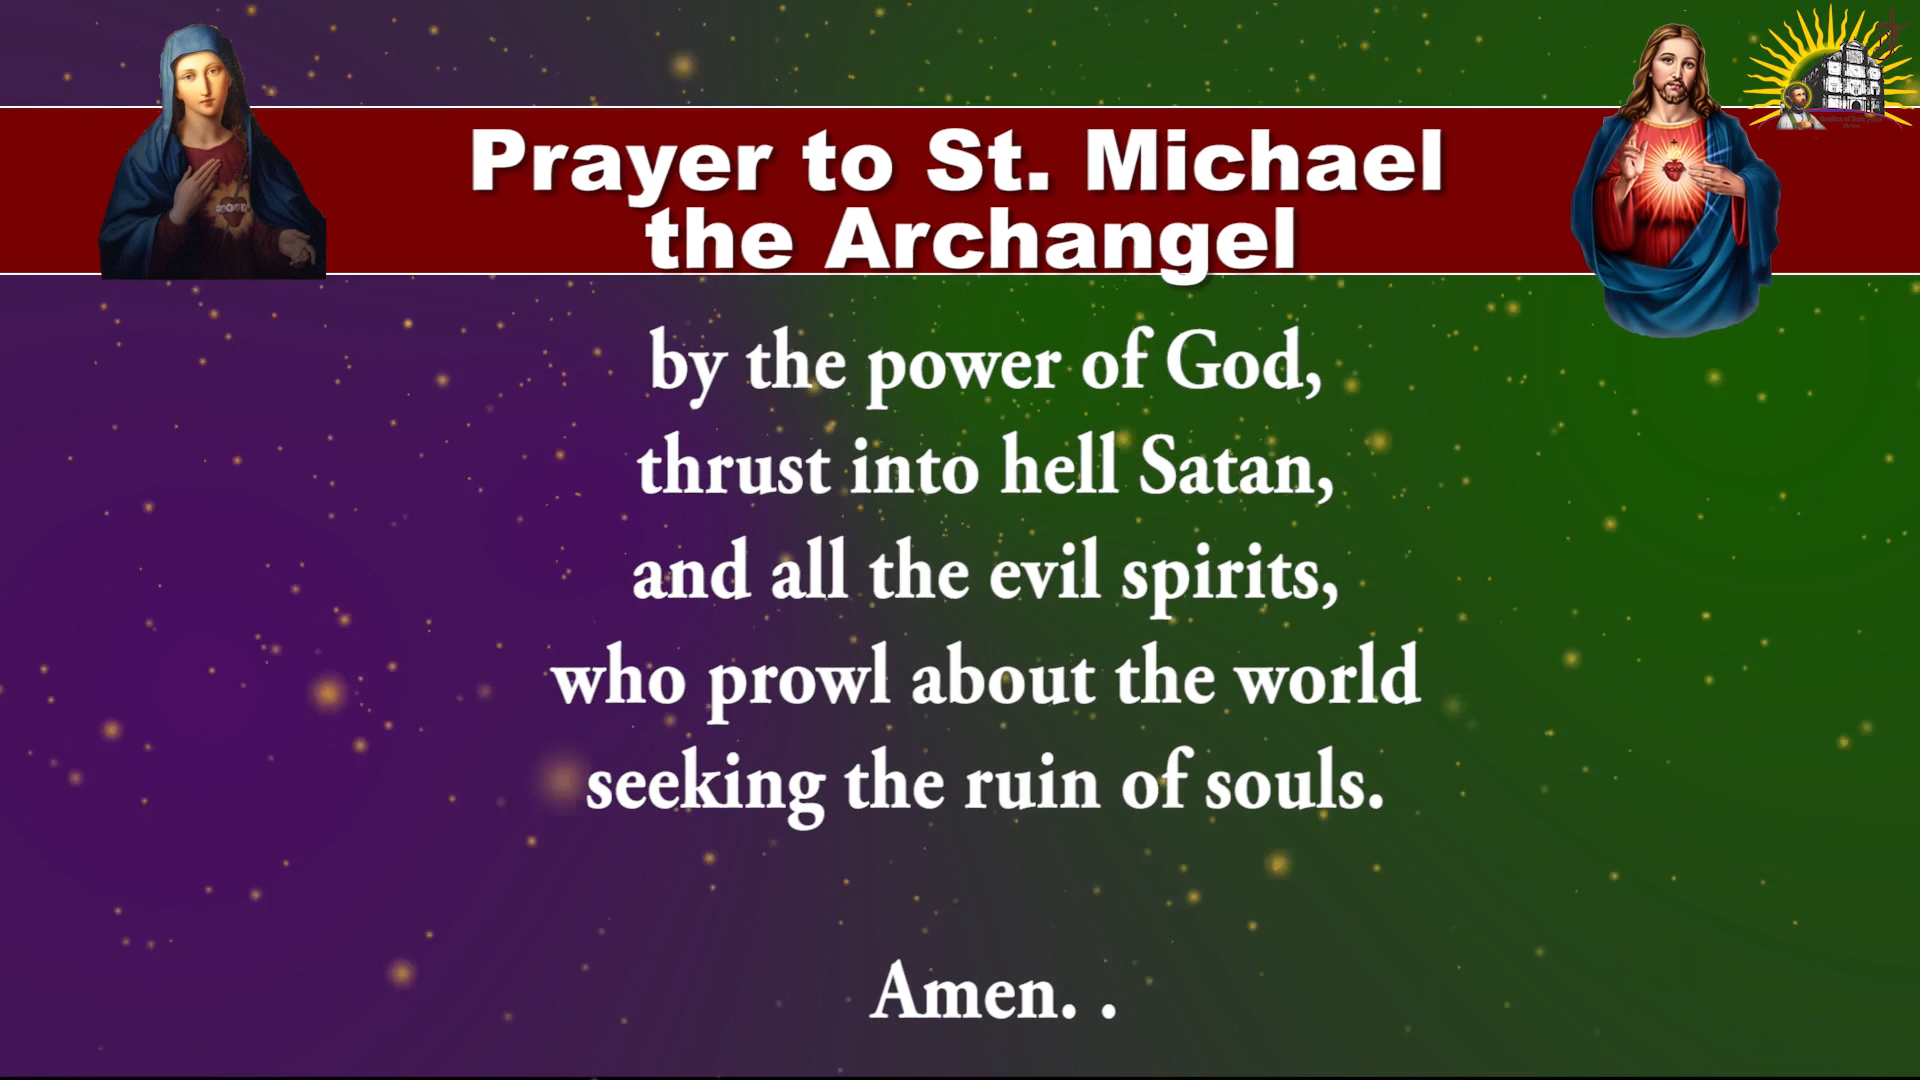 Prayer to St. Michael
the Archangel
by the power of God,
thrust into hell Satan,
and all the evil spirits,
who prowl about the world
seeking the ruin of souls.
Amen. .